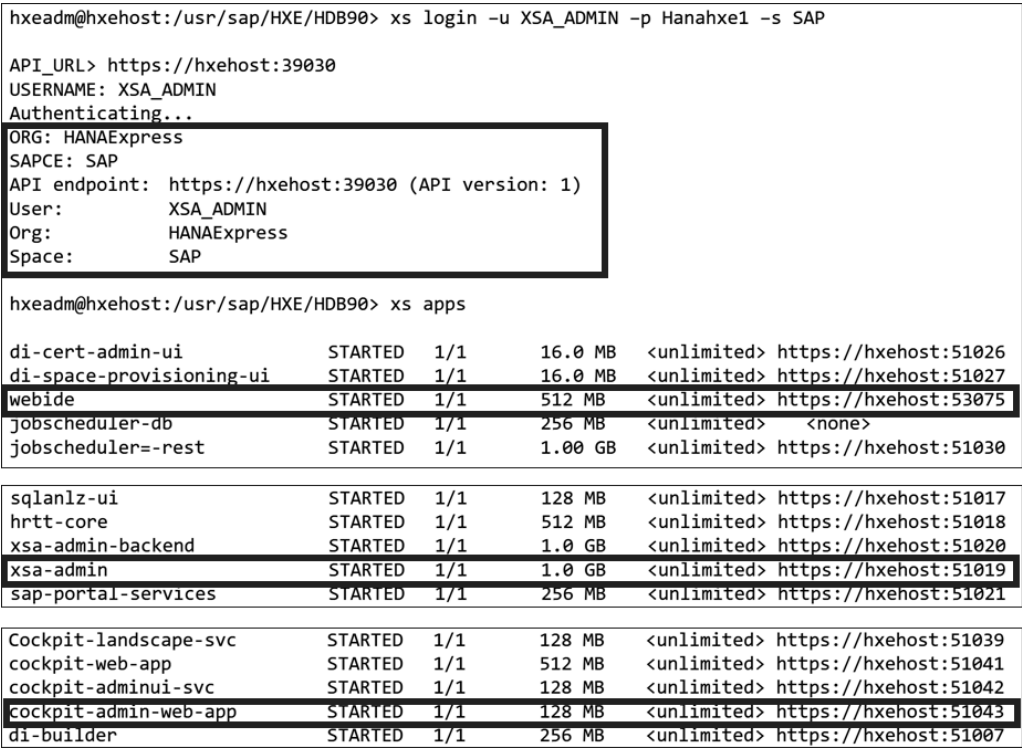 hxeadm@hxehost:/usr/sap/HXE/HDB90> xs login –u XSA_ADMIN –p Hanahxe1 –s SAP
API_URL> https://hxehost:39030
USERNAME: XSA_ADMIN
Authenticating...
ORG: HANAExpress
SAPCE: SAP
API endpoint: https://hxehost:39030 (API version: 1)
User: XSA_ADMIN
Org: HANAExpress
Space: SAP
hxeadm@hxehost:/usr/sap/HXE/HDB90> xs apps
di-cert-admin-ui STARTED 1/1 16.0 MB <unlimited> https://hxehost:51026
di-space-provisioning-ui STARTED 1/1 16.0 MB <unlimited> https://hxehost:51027
webide STARTED 1/1 512 MB <unlimited> https://hxehost:53075
jobscheduler-db STARTED 1/1 256 MB <unlimited> <none>
jobscheduler=-rest STARTED 1/1 1.00 GB <unlimited> https://hxehost:51030
sqlanlz-ui STARTED 1/1 128 MB <unlimited> https://hxehost:51017
hrtt-core STARTED 1/1 512 MB <unlimited> https://hxehost:51018
xsa-admin-backend STARTED 1/1 1.0 GB <unlimited> https://hxehost:51020
xsa-admin STARTED 1/1 1.0 GB <unlimited> https://hxehost:51019
sap-portal-services STARTED 1/1 256 MB <unlimited> https://hxehost:51021
Cockpit-landscape-svc STARTED 1/1 128 MB <unlimited> https://hxehost:51039
cockpit-web-app STARTED 1/1 512 MB <unlimited> https://hxehost:51041
cockpit-adminui-svc STARTED 1/1 128 MB <unlimited> https://hxehost:51042
cockpit-admin-web-app STARTED 1/1 128 MB <unlimited> https://hxehost:51043
di-builder STARTED 1/1 256 MB <unlimited> https://hxehost:51007